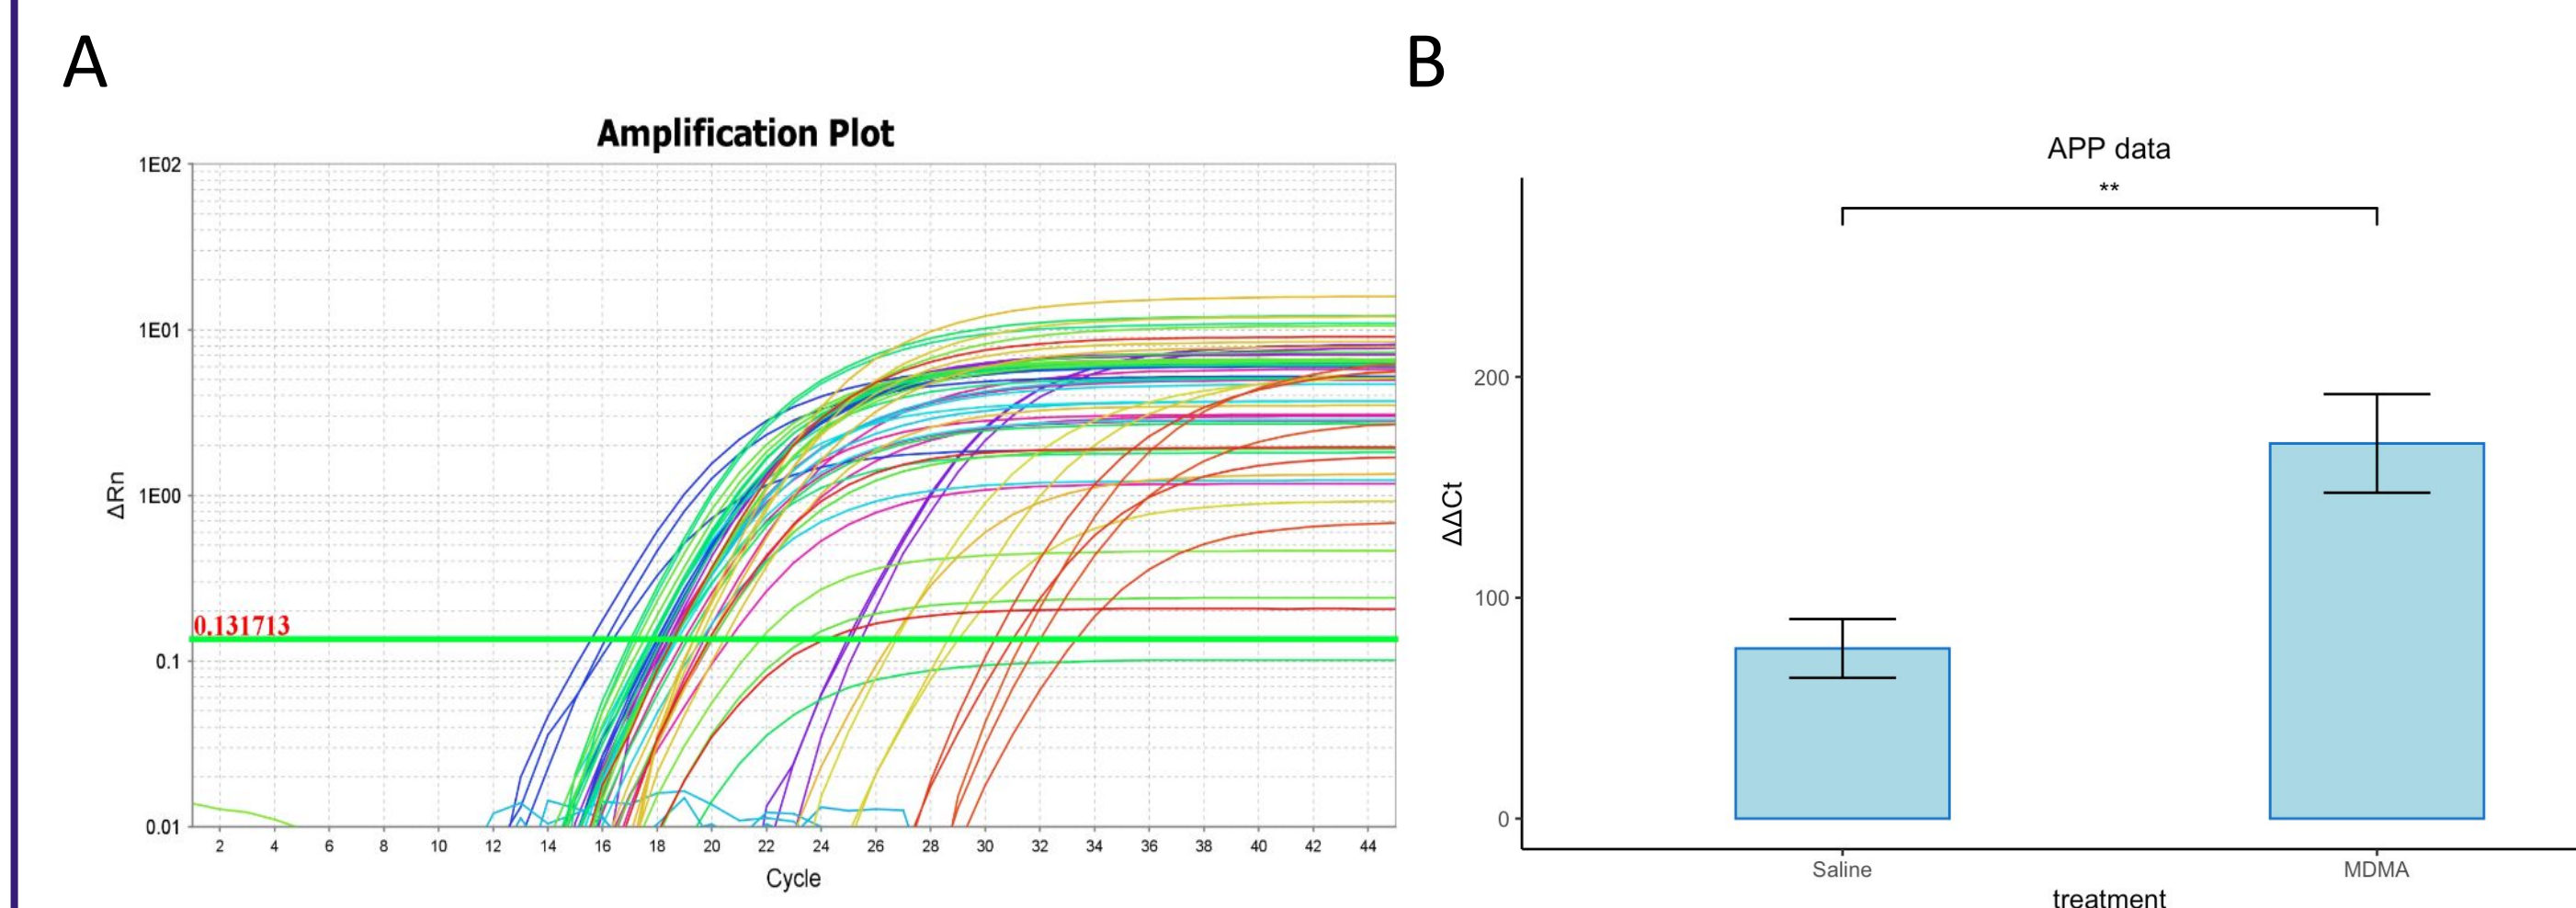 A
Amplification Plot
1E02
1E01
1E00
0.1
0.01
ΔRn
0.131713
2 4 6 8 10 12 14 16 18 20 22 24 26 28 30 32 34 36 38 40 42 44
Cycle
B
APP data
**
200
100
0
ΔΔCt
Saline MDMA
treatment